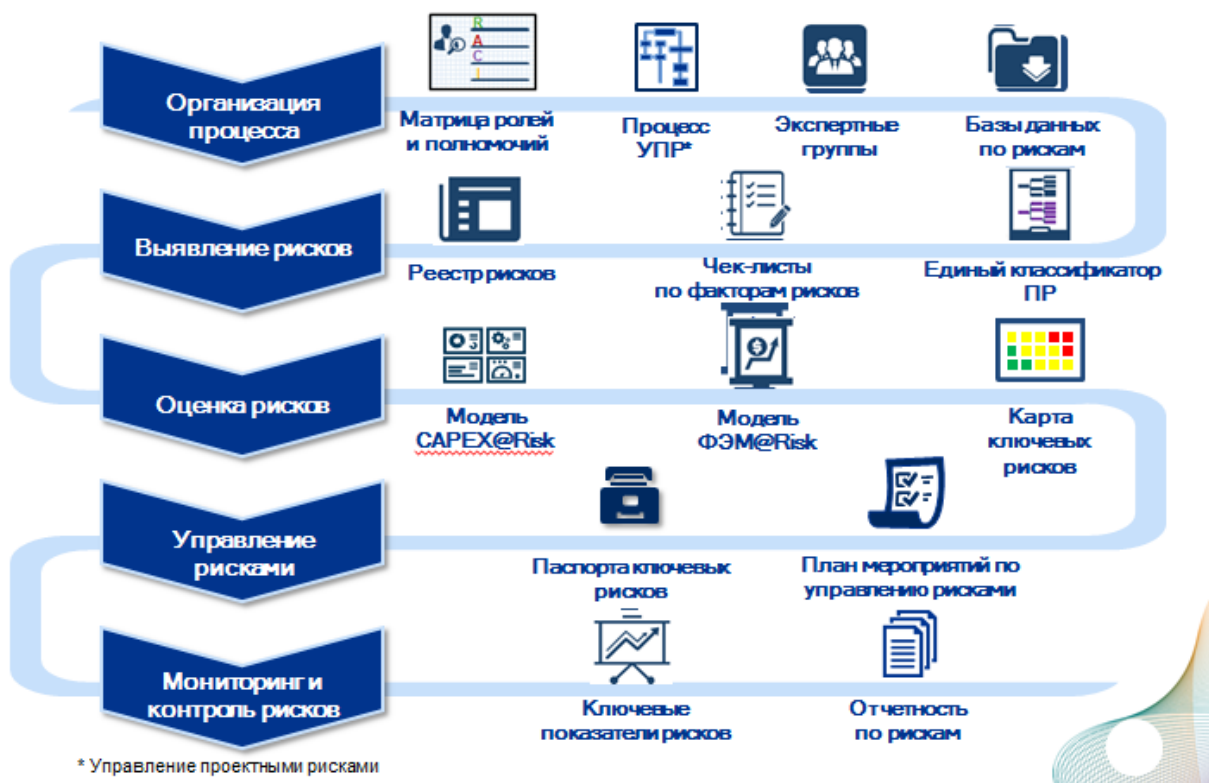 R
A
C
I
Организация
процесса
Матрица ролей
и полномочий
Процесс
УПР*
Экспертные
группы
Базы данных
по рискам
Выявление рисков
Реестр рисков
Чек-листы
по факторам рисков
Единый классификатор
ПР
Оценка рисков
Модель
CAPEX@Risk
Модель
ФЭМ@Risk
Карта
ключевых
рисков
Управление
рисками
Паспорта ключевых
рисков
План мероприятий по
управлению рисками
Мониторинг и
контроль рисков
Ключевые
показатели рисков
Отчетность
по рискам
* Управление проектными рисками